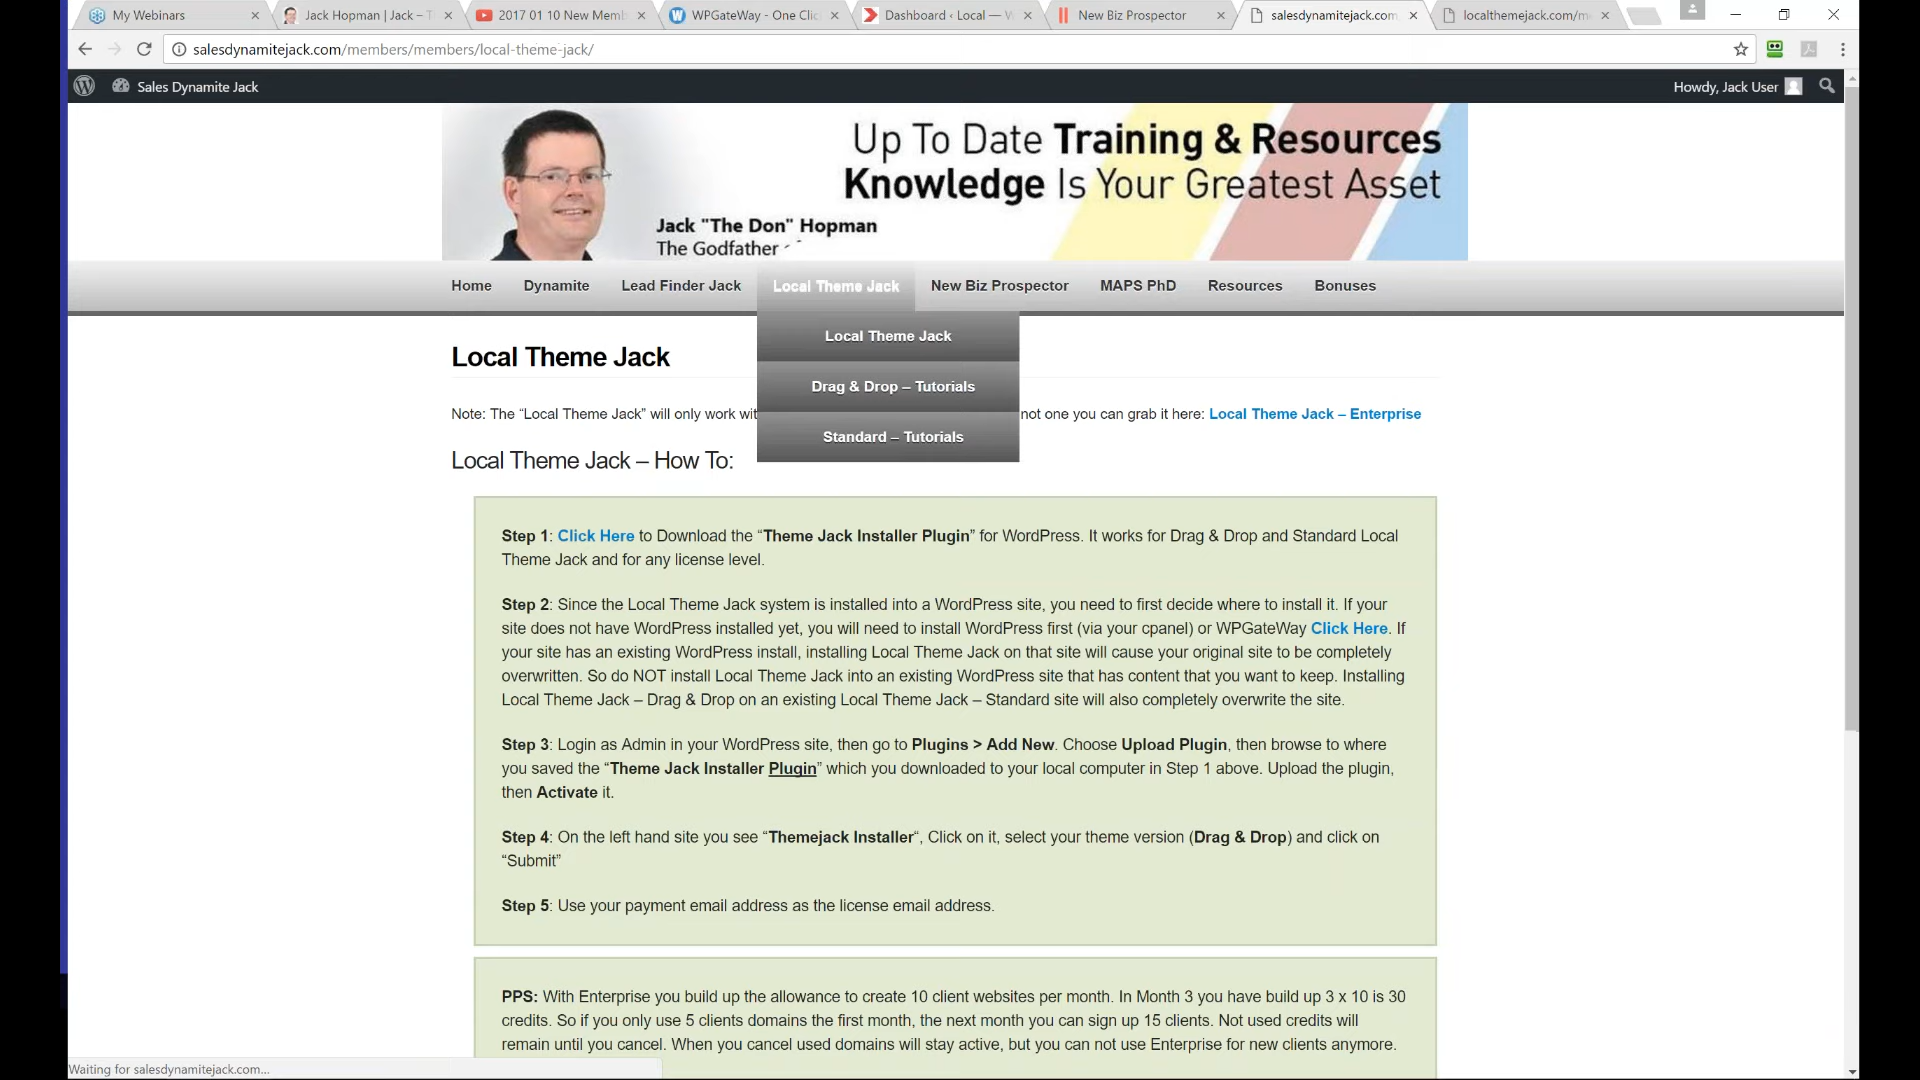 My Webinars
Jack Hopman | Jack – T
2017 01 10 New Memb
WPGateWay - One Clic
Dashboard ‹ Local — W
New Biz Prospector
salesdynamitejack.com
localthemejack.com/m
salesdynamitejack.com/members/members/local-theme-jack/
Sales Dynamite Jack
Howdy, Jack User
Up To Date Training & Resources
Knowledge Is Your Greatest Asset
Jack "The Don" Hopman
The Godfather
Home
Dynamite
Lead Finder Jack
Local Theme Jack
New Biz Prospector
MAPS PhD
Resources
Bonuses
Local Theme Jack
Drag & Drop – Tutorials
Standard – Tutorials
Local Theme Jack
Note: The “Local Theme Jack” will only work wit
not one you can grab it here: Local Theme Jack – Enterprise
Local Theme Jack – How To:
Step 1: Click Here to Download the “Theme Jack Installer Plugin” for WordPress. It works for Drag & Drop and Standard Local
Theme Jack and for any license level.
Step 2: Since the Local Theme Jack system is installed into a WordPress site, you need to first decide where to install it. If your
site does not have WordPress installed yet, you will need to install WordPress first (via your cpanel) or WPGateWay Click Here. If
your site has an existing WordPress install, installing Local Theme Jack on that site will cause your original site to be completely
overwritten. So do NOT install Local Theme Jack into an existing WordPress site that has content that you want to keep. Installing
Local Theme Jack – Drag & Drop on an existing Local Theme Jack – Standard site will also completely overwrite the site.
Step 3: Login as Admin in your WordPress site, then go to Plugins > Add New. Choose Upload Plugin, then browse to where
you saved the “Theme Jack Installer Plugin” which you downloaded to your local computer in Step 1 above. Upload the plugin,
then Activate it.
Step 4: On the left hand site you see “Themejack Installer“, Click on it, select your theme version (Drag & Drop) and click on
“Submit”
Step 5: Use your payment email address as the license email address.
PPS: With Enterprise you build up the allowance to create 10 client websites per month. In Month 3 you have build up 3 x 10 is 30
credits. So if you only use 5 clients domains the first month, the next month you can sign up 15 clients. Not used credits will
remain until you cancel. When you cancel used domains will stay active, but you can not use Enterprise for new clients anymore.
Waiting for salesdynamitejack.com...